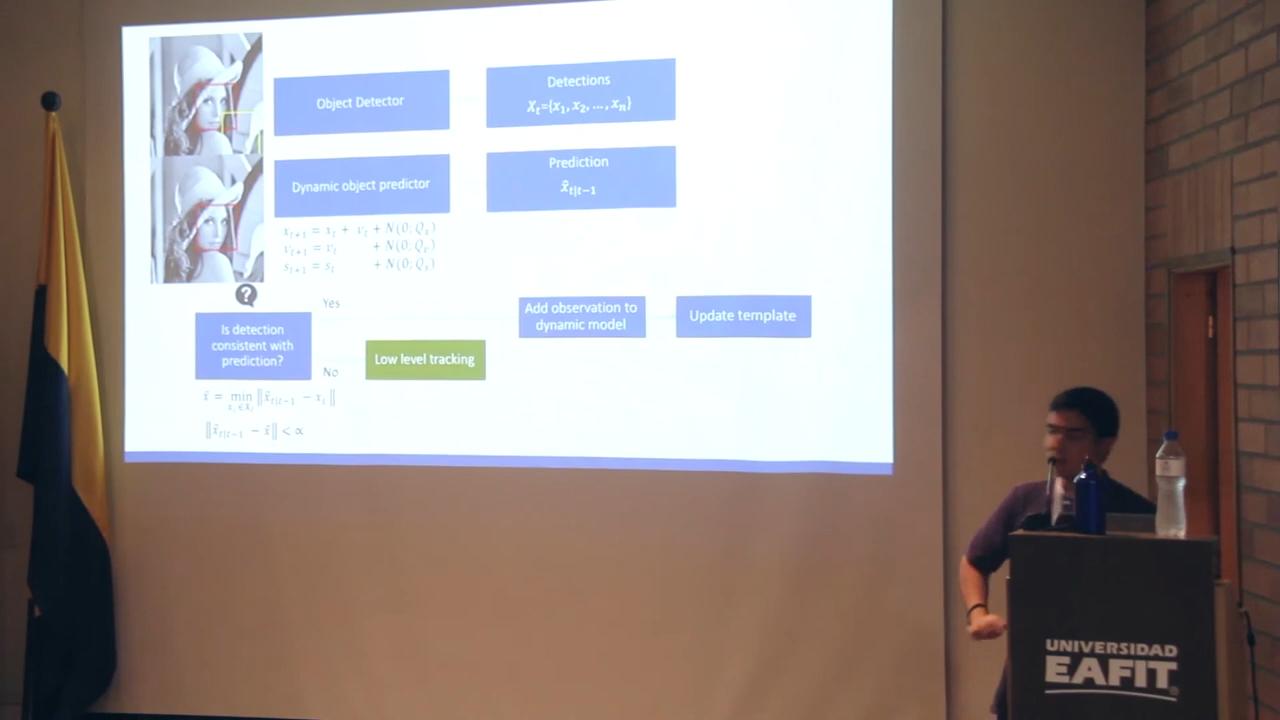 Object Detector
Detections
X_t={x_1, x_2, ..., x_n}
Dynamic object predictor
Prediction
x̂_{t|t−1}
x_{t+1} = x_t + v_t + N(0; Q_x)
v_{t+1} = v_t + N(0; Q_v)
s_{t+1} = s_t + N(0; Q_s)
?
Yes
Is detection
consistent with
prediction?
Low level tracking
No
Add observation to
dynamic model
Update template
x̂ = min_{x_i ∈ X_t} ‖x̂_{t|t−1} − x_i‖
‖x̂_{t|t−1} − x̂‖ < ∝
UNIVERSIDAD
EAFIT